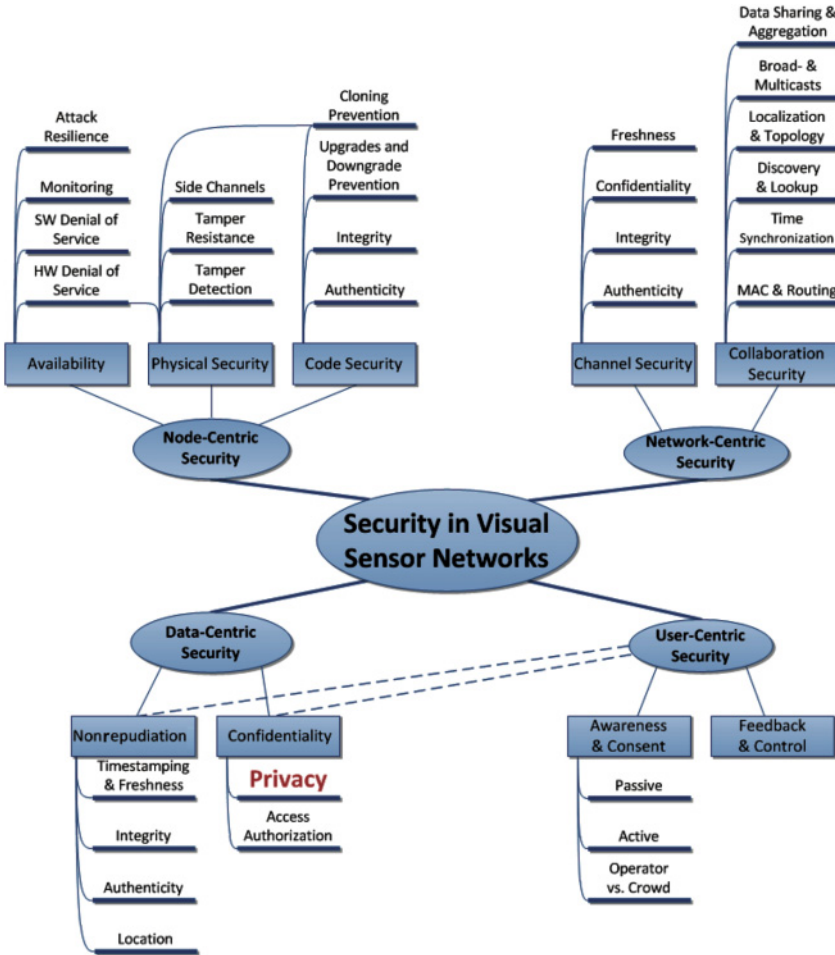 Data Sharing &
Aggregation
Broad- &
Multicasts
Localization
& Topology
Discovery
& Lookup
Time
Synchronization
MAC & Routing
Collaboration
Security
Freshness
Confidentiality
Integrity
Authenticity
Channel Security
Network-Centric
Security
Cloning
Prevention
Upgrades and
Downgrade
Prevention
Integrity
Authenticity
Code Security
Side Channels
Tamper
Resistance
Tamper
Detection
Physical Security
Attack
Resilience
Monitoring
SW Denial of
Service
HW Denial of
Service
Availability
Node-Centric
Security
Security in Visual
Sensor Networks
Data-Centric
Security
Nonrepudiation
Timestamping
& Freshness
Integrity
Authenticity
Location
Confidentiality
Privacy
Access
Authorization
User-Centric
Security
Awareness
& Consent
Passive
Active
Operator
vs. Crowd
Feedback
& Control